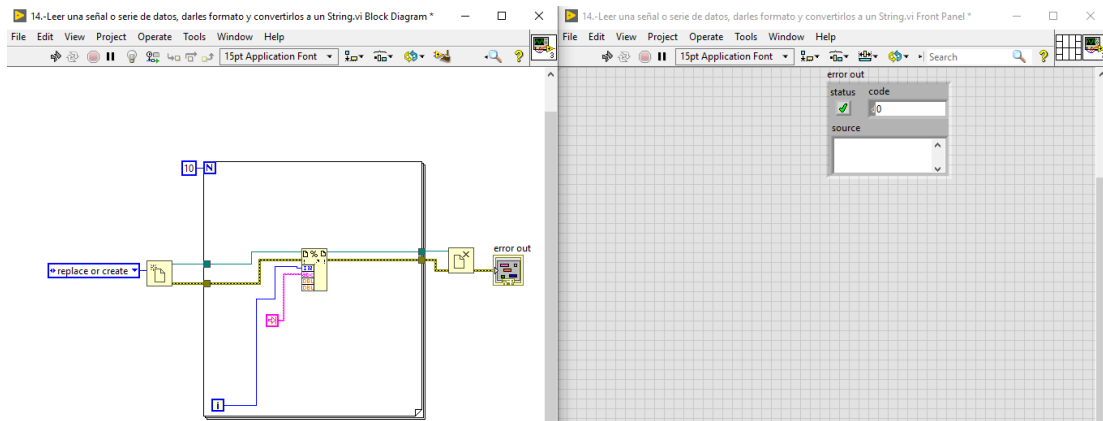 14.-Leer una señal o serie de datos, darles formato y convertirlos a un String.vi Block Diagram *
File Edit View Project Operate Tools Window Help
15pt Application Font
3
10 N
replace or create
error out
i
14.-Leer una señal o serie de datos, darles formato y convertirlos a un String.vi Front Panel *
File Edit View Project Operate Tools Window Help
15pt Application Font
Search
error out
status code
0
source